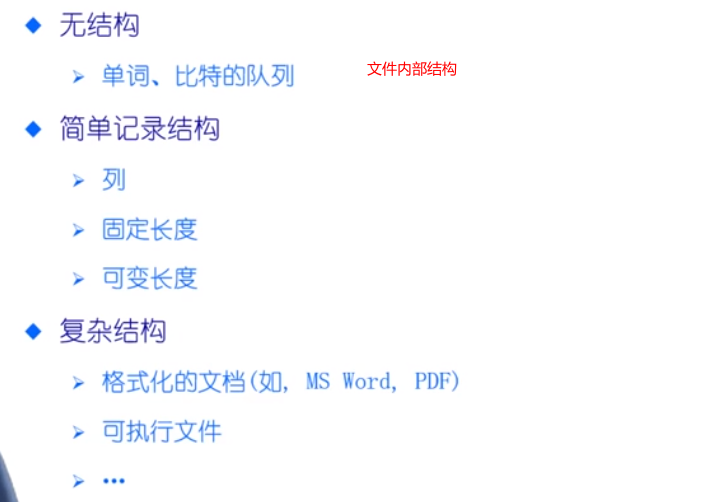 无结构
单词、比特的队列
文件内部结构
简单记录结构
列
固定长度
可变长度
复杂结构
格式化的文档(如, MS Word, PDF)
可执行文件
…